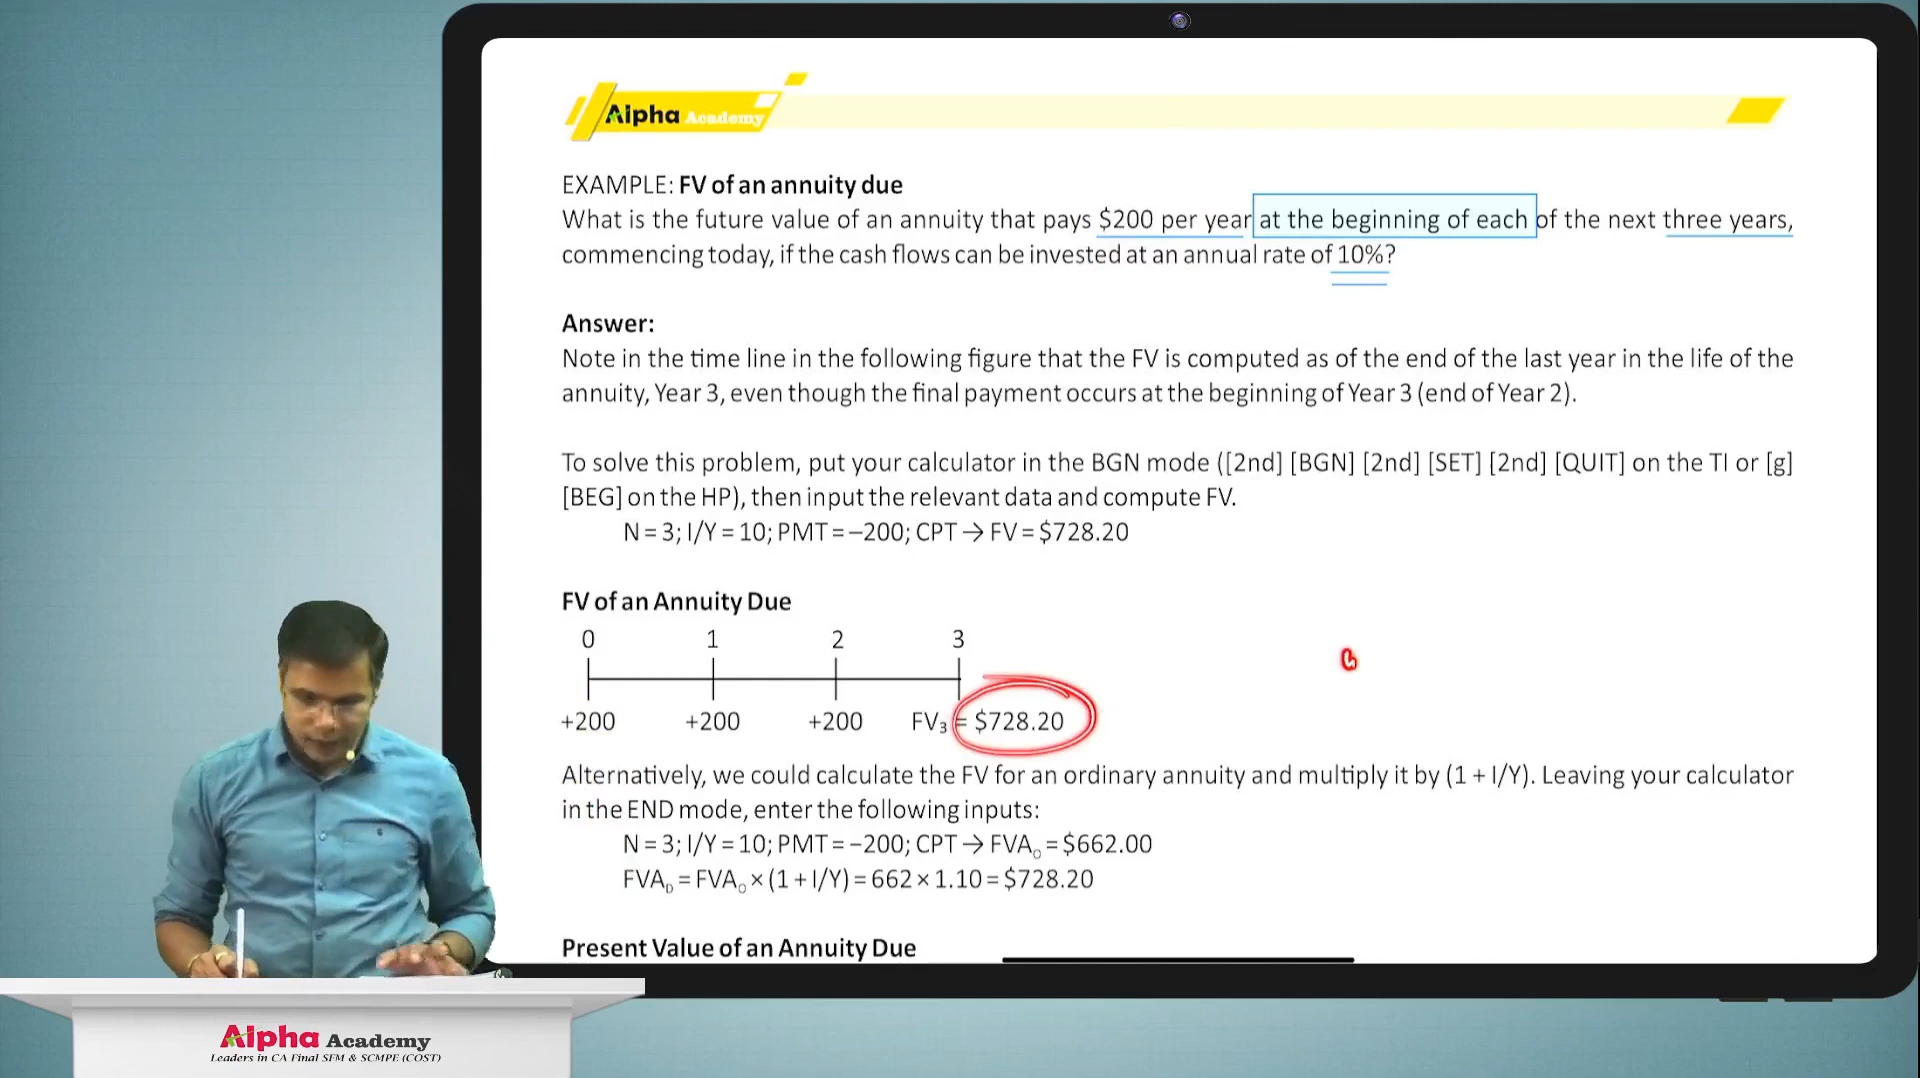 Alpha Academy
EXAMPLE: FV of an annuity due
What is the future value of an annuity that pays $200 per year at the beginning of each of the next three years,
commencing today, if the cash flows can be invested at an annual rate of 10%?
Answer:
Note in the time line in the following figure that the FV is computed as of the end of the last year in the life of the
annuity, Year 3, even though the final payment occurs at the beginning of Year 3 (end of Year 2).
To solve this problem, put your calculator in the BGN mode ([2nd] [BGN] [2nd] [SET] [2nd] [QUIT] on the TI or [g]
[BEG] on the HP), then input the relevant data and compute FV.
N = 3; I/Y = 10; PMT = –200; CPT → FV = $728.20
FV of an Annuity Due
0 1 2 3
+200 +200 +200 FV₃ = $728.20
Alternatively, we could calculate the FV for an ordinary annuity and multiply it by (1 + I/Y). Leaving your calculator
in the END mode, enter the following inputs:
N = 3; I/Y = 10; PMT = –200; CPT → FVAₒ = $662.00
FVA_D = FVAₒ × (1 + I/Y) = 662 × 1.10 = $728.20
Present Value of an Annuity Due
Alpha Academy
Leaders in CA Final SFM & SCMPE (COST)